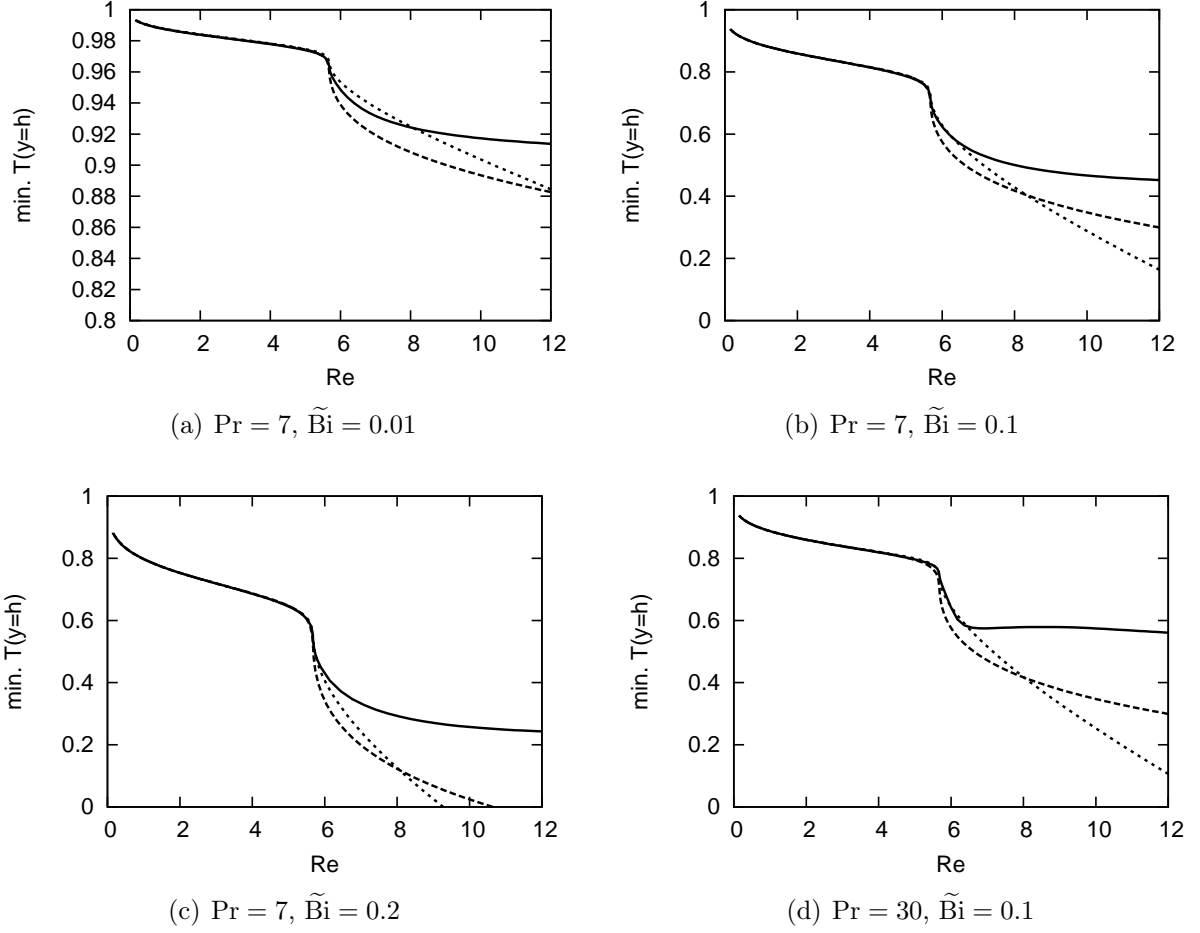 1
0.98
0.96
0.94
0.92
0.9
0.88
0.86
0.84
0.82
0.8
min. T(y=h)
0 2 4 6 8 10 12
Re
(a) Pr = 7, B̃i = 0.01
1
0.8
0.6
0.4
0.2
0
min. T(y=h)
0 2 4 6 8 10 12
Re
(b) Pr = 7, B̃i = 0.1
1
0.8
0.6
0.4
0.2
0
min. T(y=h)
0 2 4 6 8 10 12
Re
(c) Pr = 7, B̃i = 0.2
1
0.8
0.6
0.4
0.2
0
min. T(y=h)
0 2 4 6 8 10 12
Re
(d) Pr = 30, B̃i = 0.1